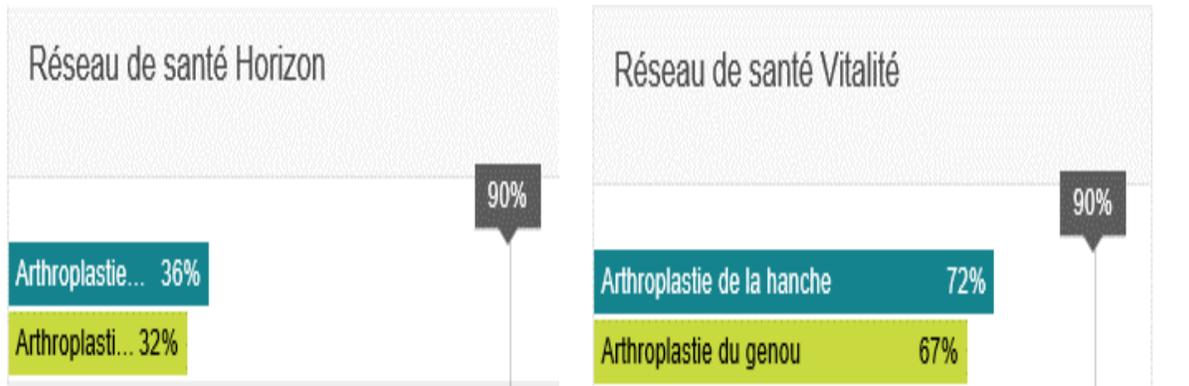 Réseau de santé Horizon
90%
Arthroplastie... 36%
Arthroplasti... 32%
Réseau de santé Vitalité
90%
Arthroplastie de la hanche 72%
Arthroplastie du genou 67%